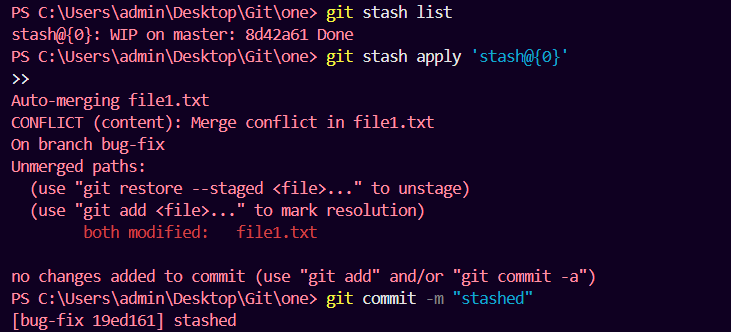 PS C:\Users\admin\Desktop\Git\one> git stash list
stash@{0}: WIP on master: 8d42a61 Done
PS C:\Users\admin\Desktop\Git\one> git stash apply 'stash@{0}'
>>
Auto-merging file1.txt
CONFLICT (content): Merge conflict in file1.txt
On branch bug-fix
Unmerged paths:
  (use "git restore --staged <file>..." to unstage)
  (use "git add <file>..." to mark resolution)
        both modified:   file1.txt

no changes added to commit (use "git add" and/or "git commit -a")
PS C:\Users\admin\Desktop\Git\one> git commit -m "stashed"
[bug-fix 19ed161] stashed